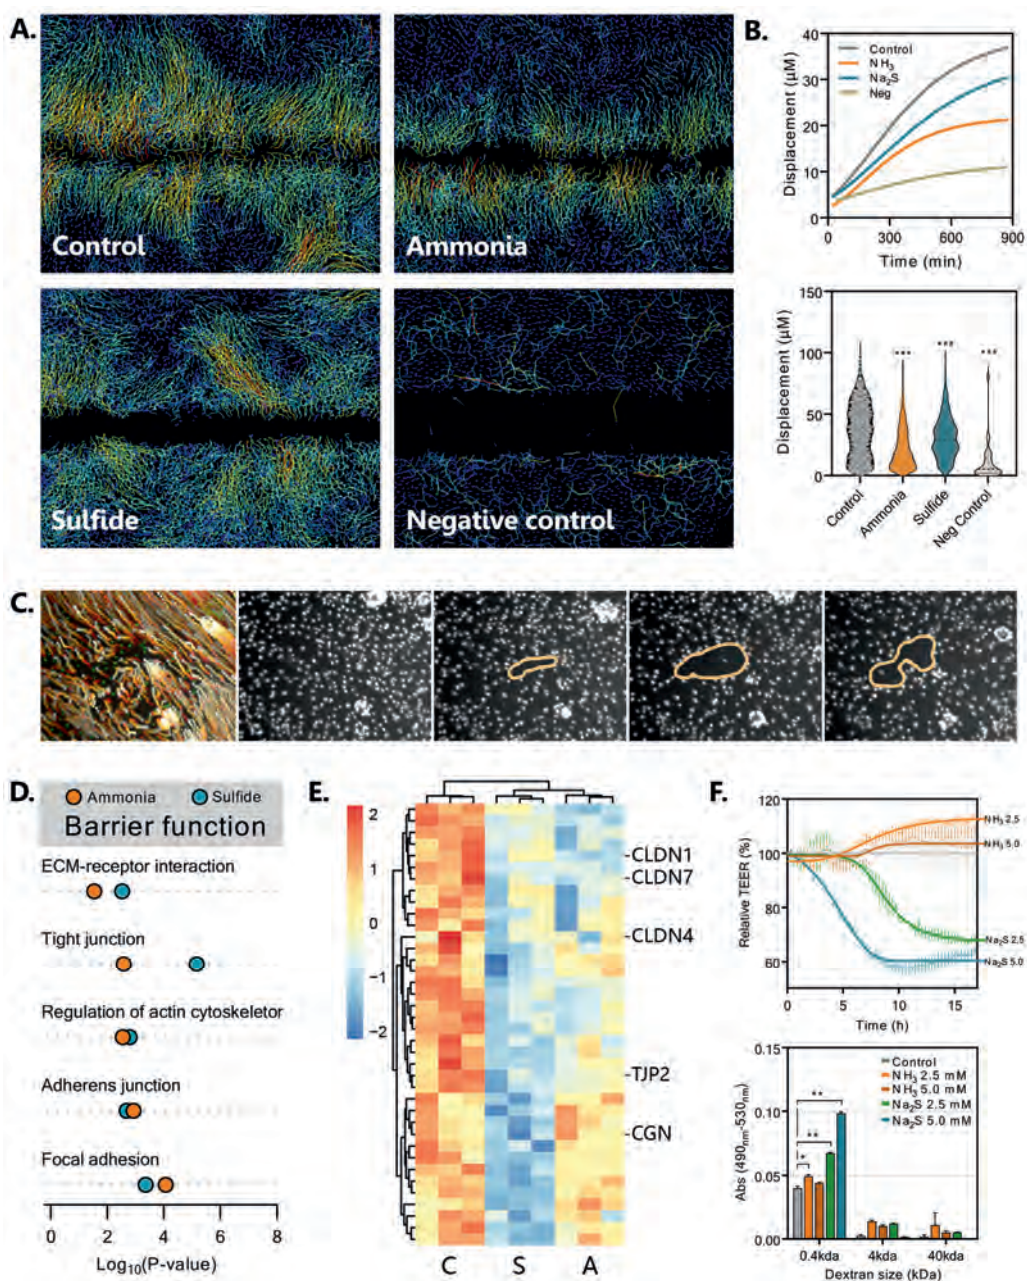 A.
Control
Ammonia
Sulfide
Negative control
B.
Displacement (µM)
40
30
20
10
0
Control
NH₃
Na₂S
Neg
0
300
600
900
Time (min)
Displacement (µM)
150
100
50
0
***
***
***
Control
Ammonia
Sulfide
Neg Control
C.
D.
Ammonia
Sulfide
Barrier function
ECM-receptor interaction
Tight junction
Regulation of actin cytoskeletor
Adherens junction
Focal adhesion
0
2
4
6
8
Log₁₀(P-value)
E.
2
1
0
−1
−2
-CLDN1
-CLDN7
-CLDN4
-TJP2
-CGN
C
S
A
F.
Relative TEER (%)
120
100
80
60
NH₃ 2.5
NH₃ 5.0
Na₂S 2.5
Na₂S 5.0
0
5
10
15
Time (h)
Abs (490nm-530nm)
0.15
0.10
0.05
0.00
Control
NH₃ 2.5 mM
NH₃ 5.0 mM
Na₂S 2.5 mM
Na₂S 5.0 mM
**
**
*
0.4kda
4kda
40kda
Dextran size (kDa)